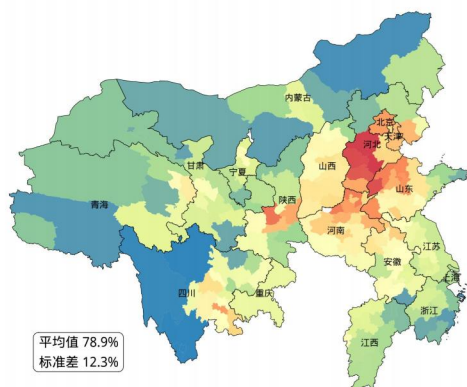 内蒙古
北京
天津
河北
甘肃
宁夏
山西
山东
青海
陕西
河南
江苏
安徽
上海
四川
重庆
浙江
江西
平均值 78.9%
标准差 12.3%